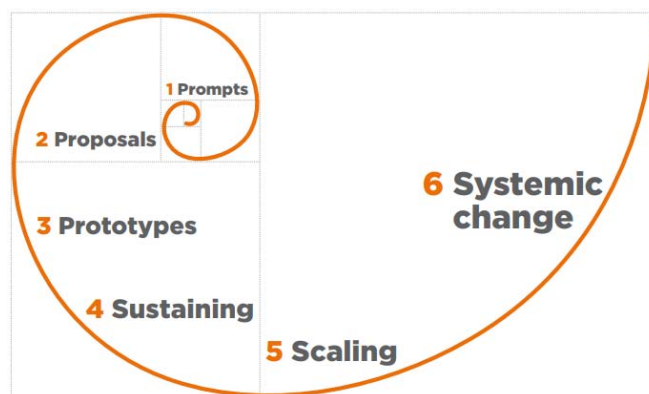 1 Prompts
2 Proposals
3 Prototypes
4 Sustaining
5 Scaling
6 Systemic
change